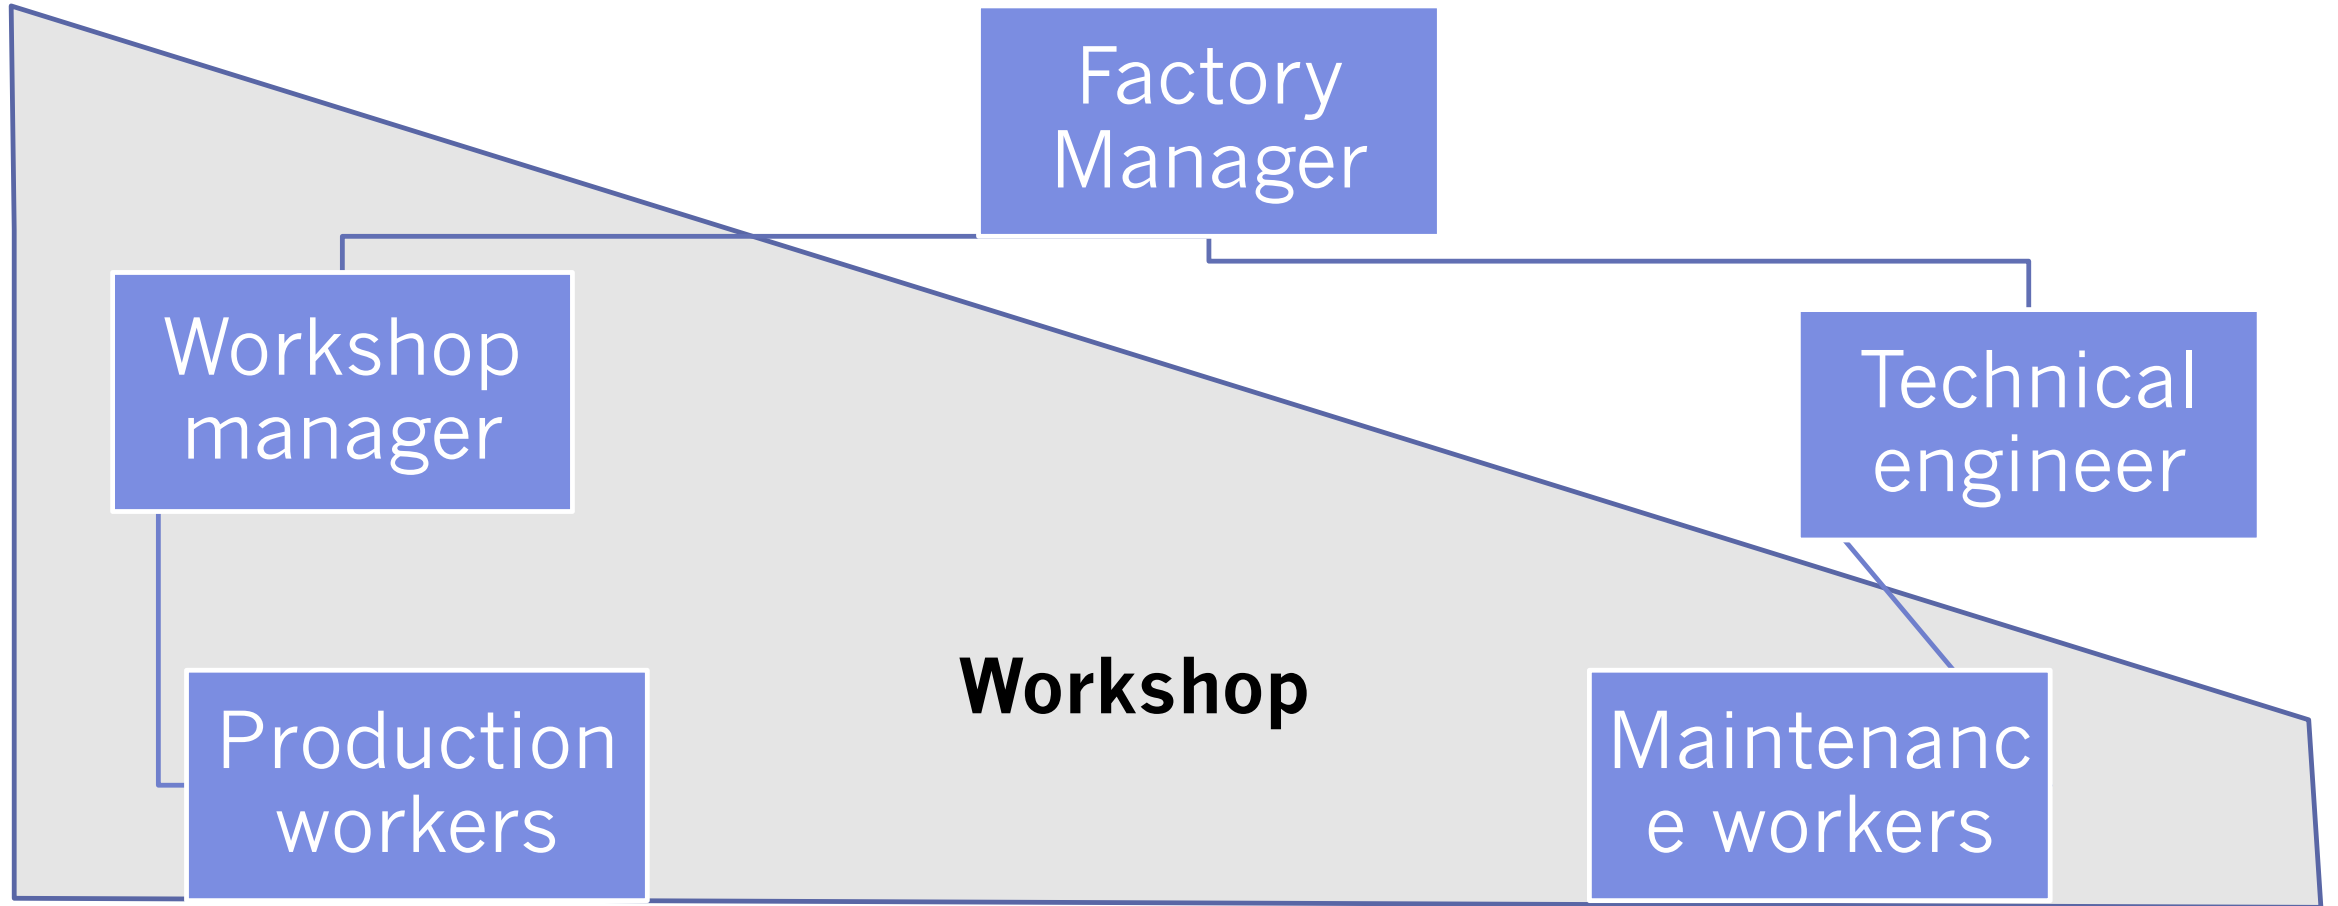 Factory
Manager
Workshop
manager
Technical
engineer
Workshop
Production
workers
Maintenanc
e workers